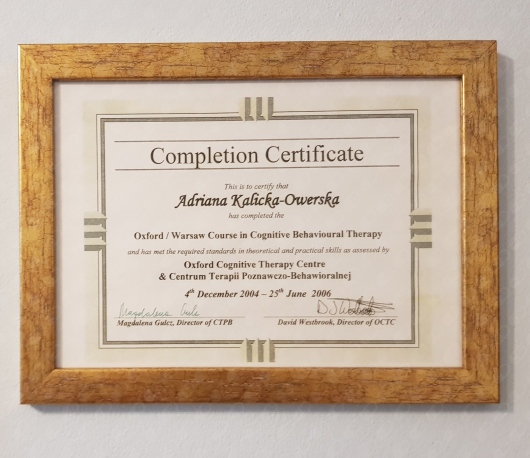 Completion Certificate
This is to certify that
Adriana Kalicka-Owerska
has completed the
Oxford / Warsaw Course in Cognitive Behavioural Therapy
and has met the required standards in theoretical and practical skills as assessed by
Oxford Cognitive Therapy Centre
& Centrum Terapii Poznawczo-Behawioralnej
4th December 2004 – 25th June 2006
Magdalena
Magdalena Gulcz, Director of CTPB
David Westbrook, Director of OCTC